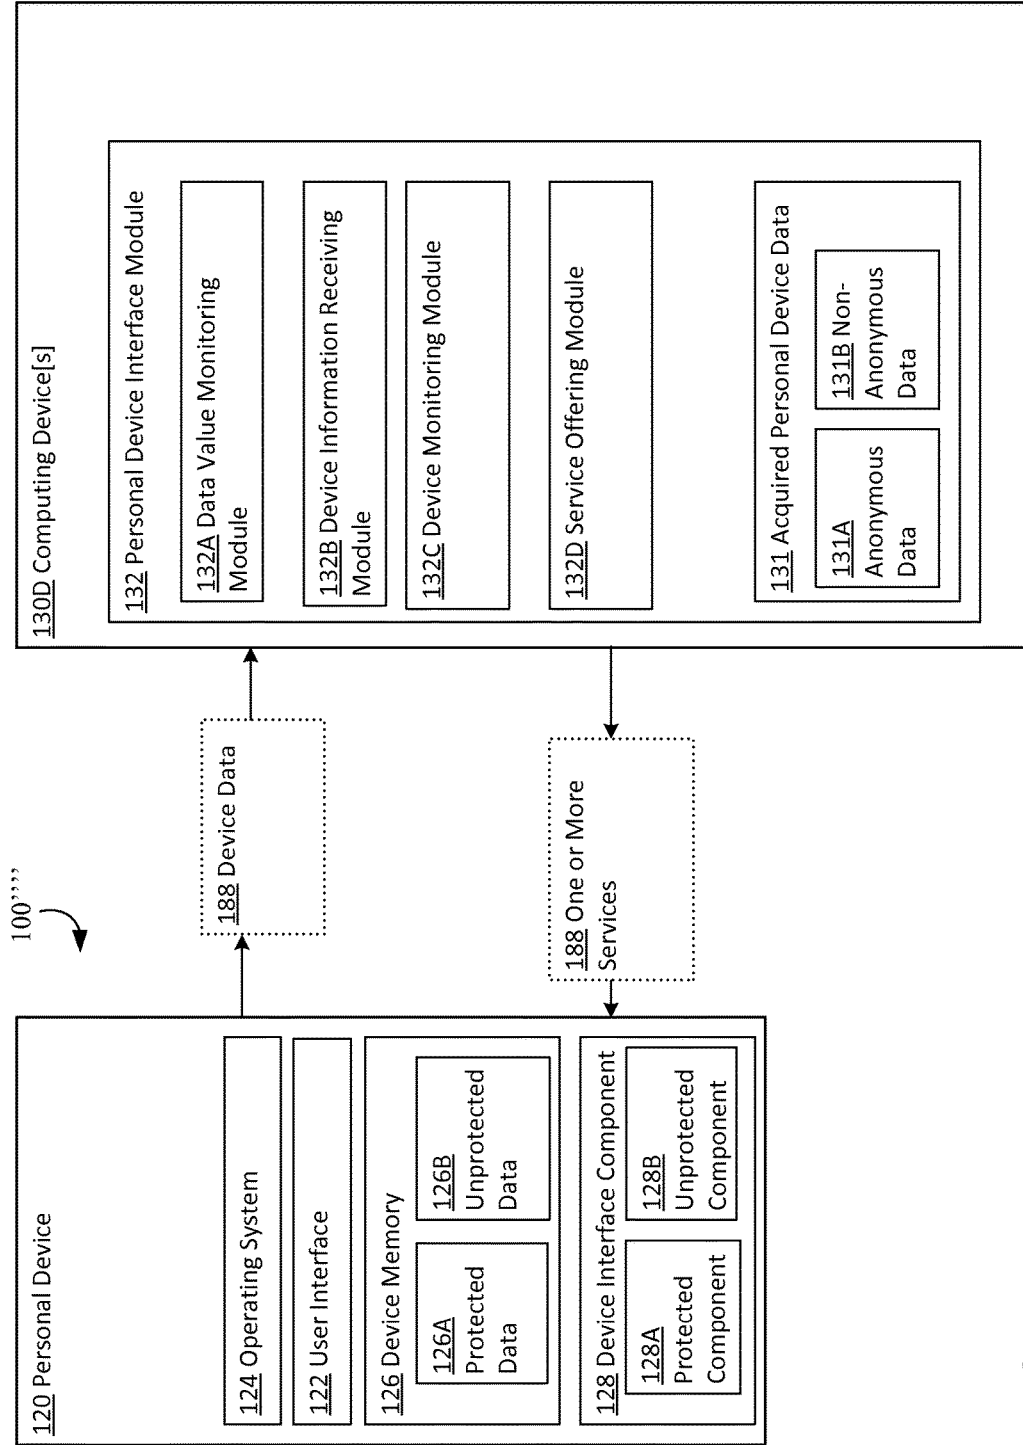 100''''
120 Personal Device
124 Operating System
122 User Interface
126 Device Memory
126A
Protected
Data
126B
Unprotected
Data
128 Device Interface Component
128A
Protected
Component
128B
Unprotected
Component
188 Device Data
188 One or More
Services
130D Computing Device[s]
132 Personal Device Interface Module
132A Data Value Monitoring
Module
132B Device Information Receiving
Module
132C Device Monitoring Module
132D Service Offering Module
131 Acquired Personal Device Data
131A
Anonymous
Data
131B Non-
Anonymous
Data